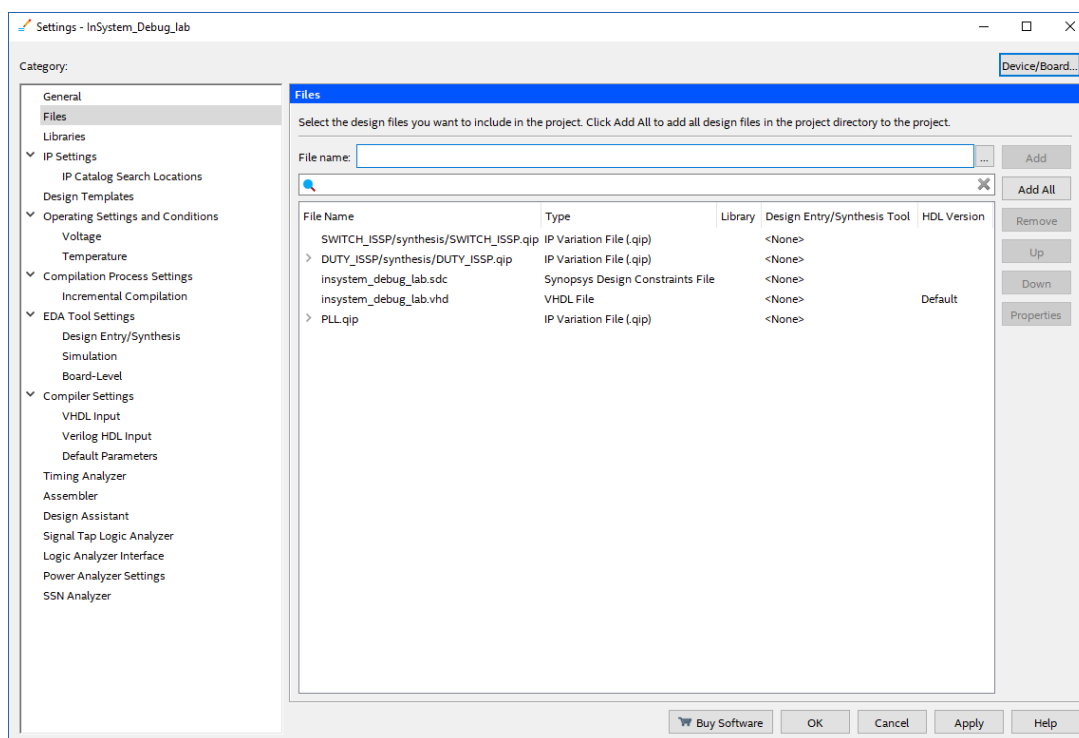 Settings - InSystem_Debug_lab
Category:
Device/Board...
General
Files
Libraries
IP Settings
IP Catalog Search Locations
Design Templates
Operating Settings and Conditions
Voltage
Temperature
Compilation Process Settings
Incremental Compilation
EDA Tool Settings
Design Entry/Synthesis
Simulation
Board-Level
Compiler Settings
VHDL Input
Verilog HDL Input
Default Parameters
Timing Analyzer
Assembler
Design Assistant
Signal Tap Logic Analyzer
Logic Analyzer Interface
Power Analyzer Settings
SSN Analyzer
Files
Select the design files you want to include in the project. Click Add All to add all design files in the project directory to the project.
File name: ... Add
Add All
File Name Type Library Design Entry/Synthesis Tool HDL Version
SWITCH_ISSP/synthesis/SWITCH_ISSP.qip IP Variation File (.qip) <None>
DUTY_ISSP/synthesis/DUTY_ISSP.qip IP Variation File (.qip) <None>
insystem_debug_lab.sdc Synopsys Design Constraints File <None>
insystem_debug_lab.vhd VHDL File <None> Default
PLL.qip IP Variation File (.qip) <None>
Remove
Up
Down
Properties
Buy Software OK Cancel Apply Help